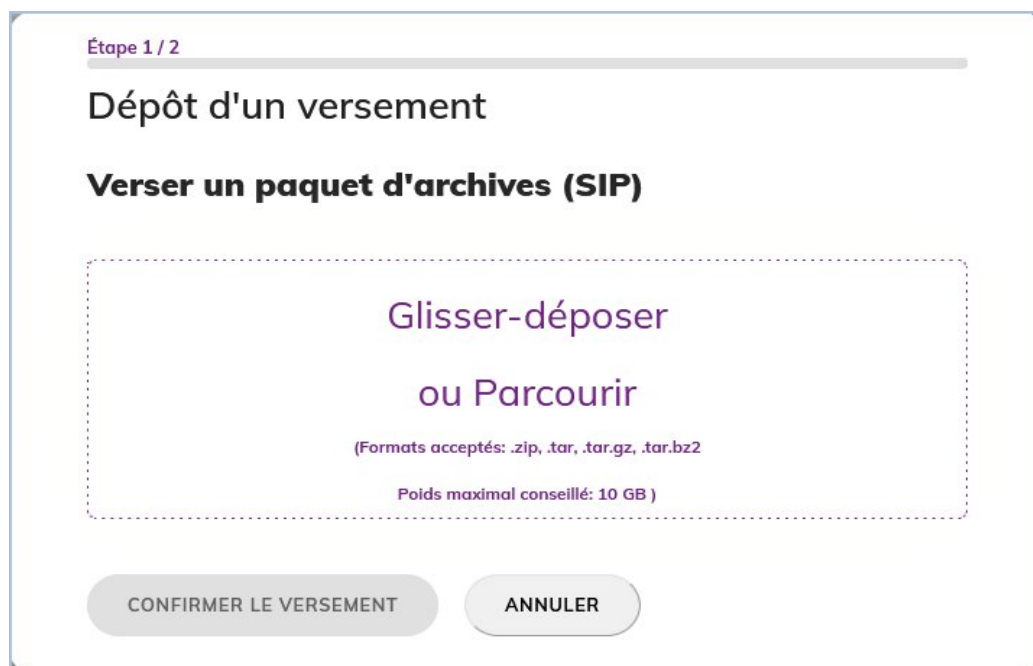 Étape 1 / 2
Dépôt d'un versement
Verser un paquet d'archives (SIP)
Glisser-déposer
ou Parcourir
(Formats acceptés: .zip, .tar, .tar.gz, .tar.bz2
Poids maximal conseillé: 10 GB )
CONFIRMER LE VERSEMENT
ANNULER